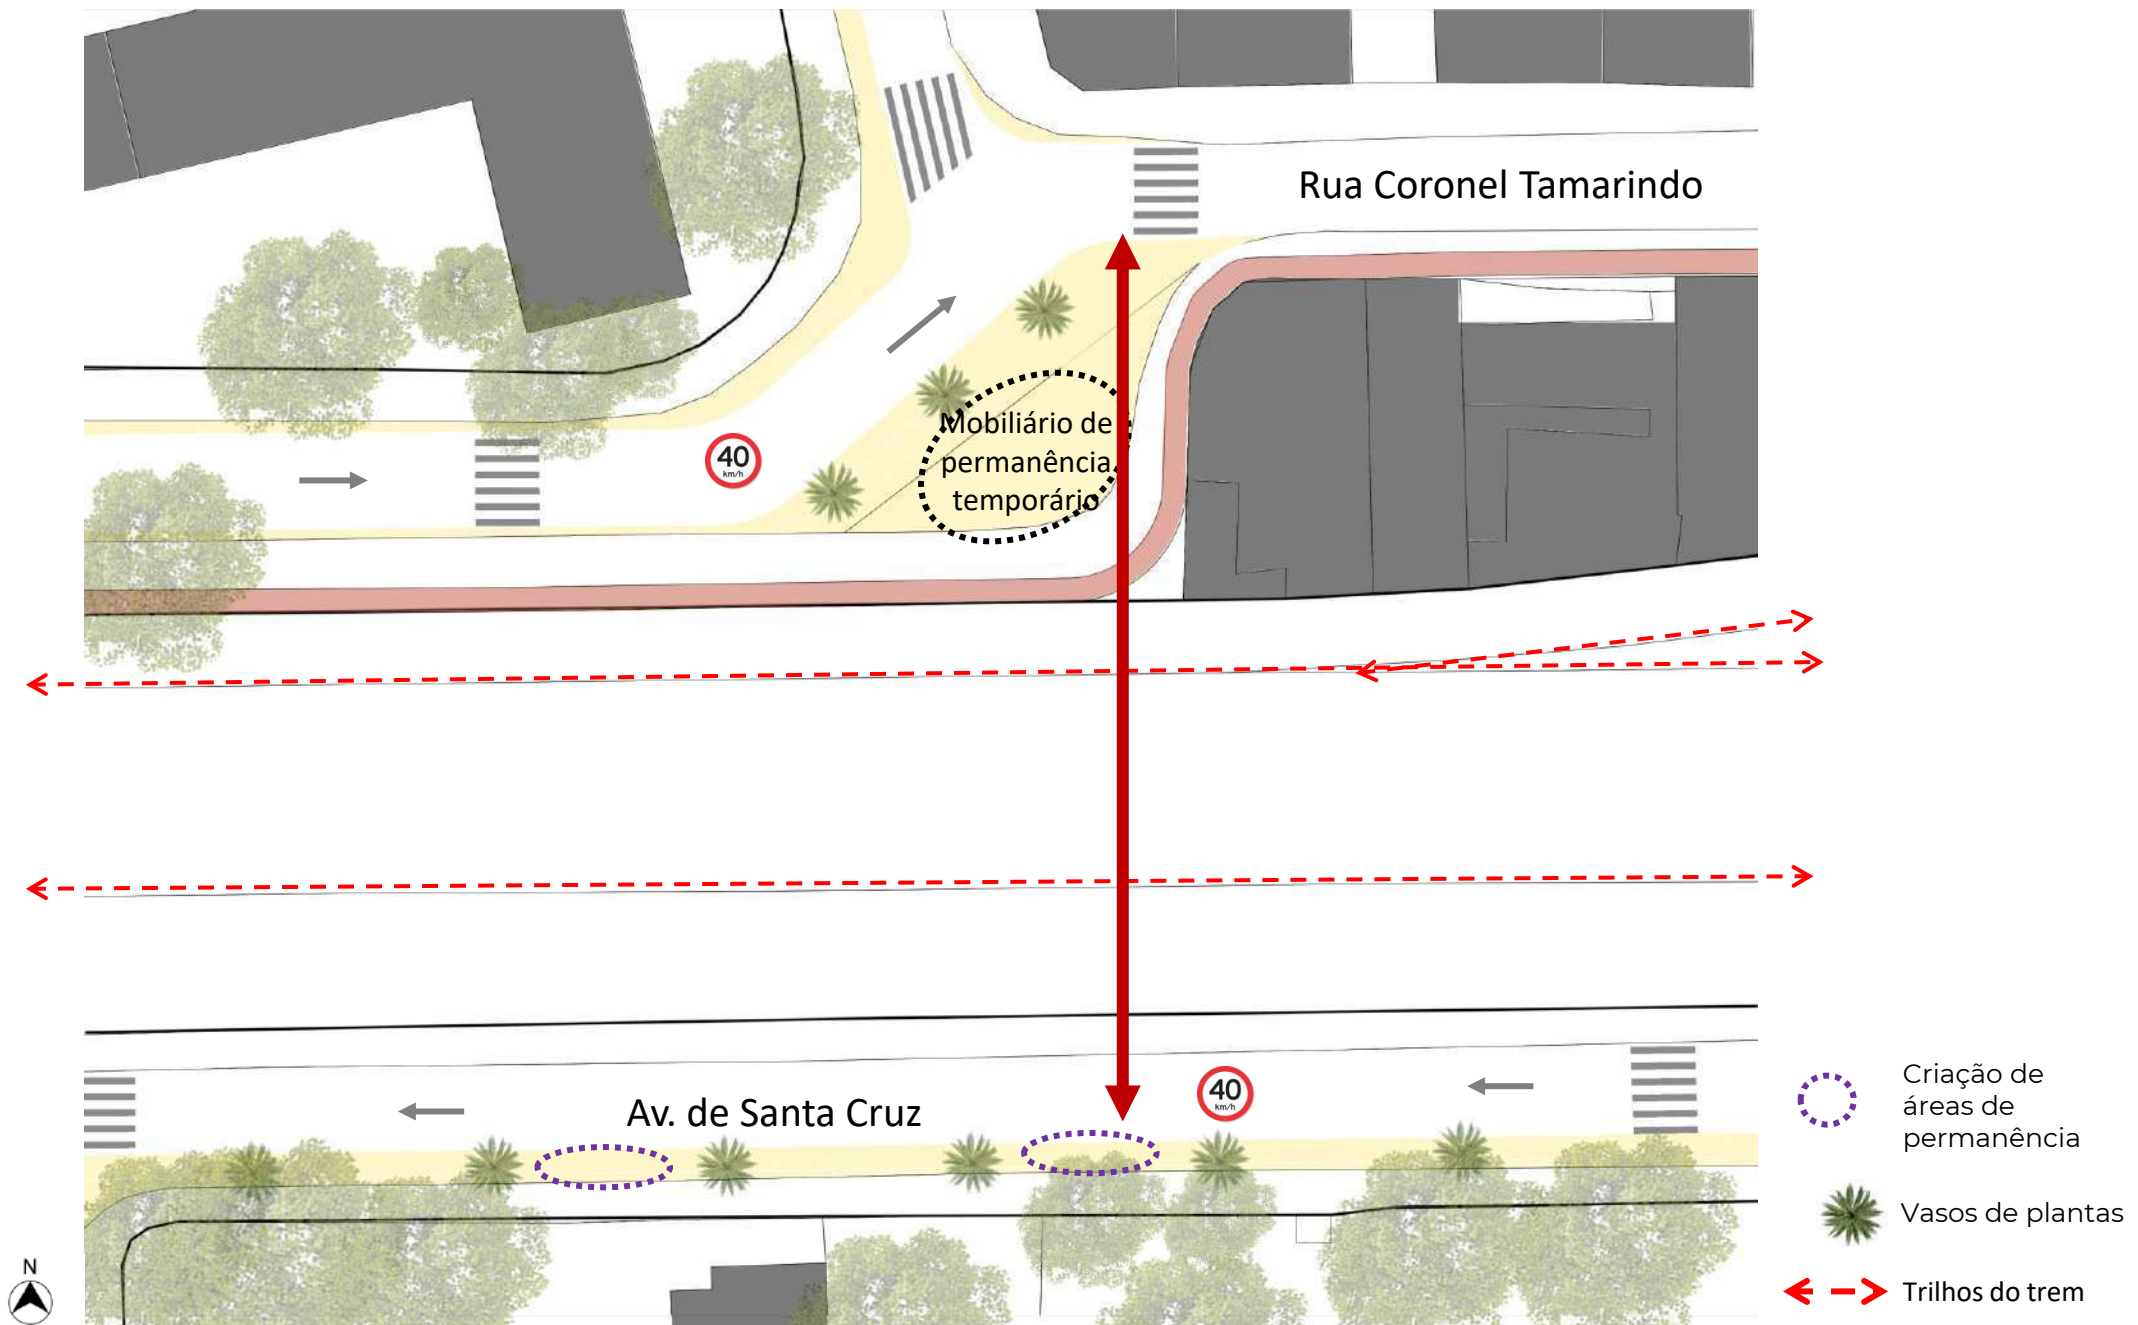 Rua Coronel Tamarindo
Mobiliário de
permanência
temporário
40
km/h
Av. de Santa Cruz
40
km/h
Criação de
áreas de
permanência
Vasos de plantas
Trilhos do trem
N